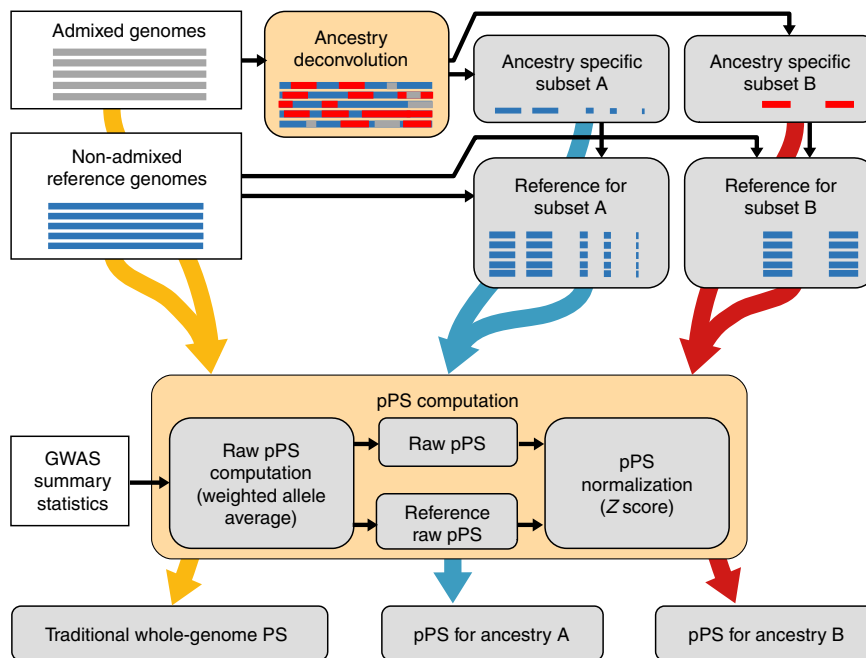 Admixed genomes
Ancestry
deconvolution
Ancestry specific
subset A
Ancestry specific
subset B
Non-admixed
reference genomes
Reference for
subset A
Reference for
subset B
pPS computation
GWAS
summary
statistics
Raw pPS
computation
(weighted allele
average)
Raw pPS
Reference
raw pPS
pPS
normalization
(Z score)
Traditional whole-genome PS
pPS for ancestry A
pPS for ancestry B